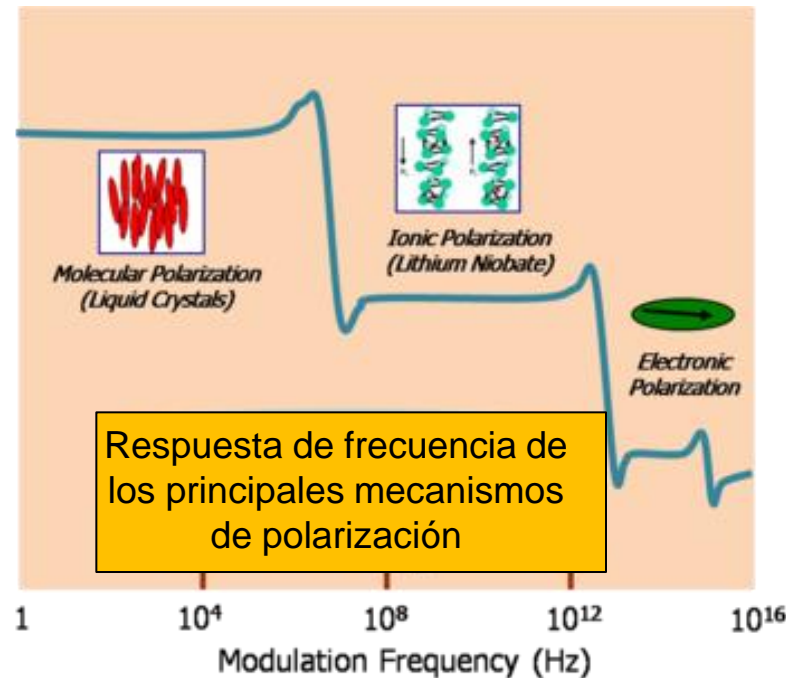 Molecular Polarization
(Liquid Crystals)
Ionic Polarization
(Lithium Niobate)
Electronic
Polarization
Respuesta de frecuencia de
los principales mecanismos
de polarización
1 10⁴ 10⁸ 10¹² 10¹⁶
Modulation Frequency (Hz)